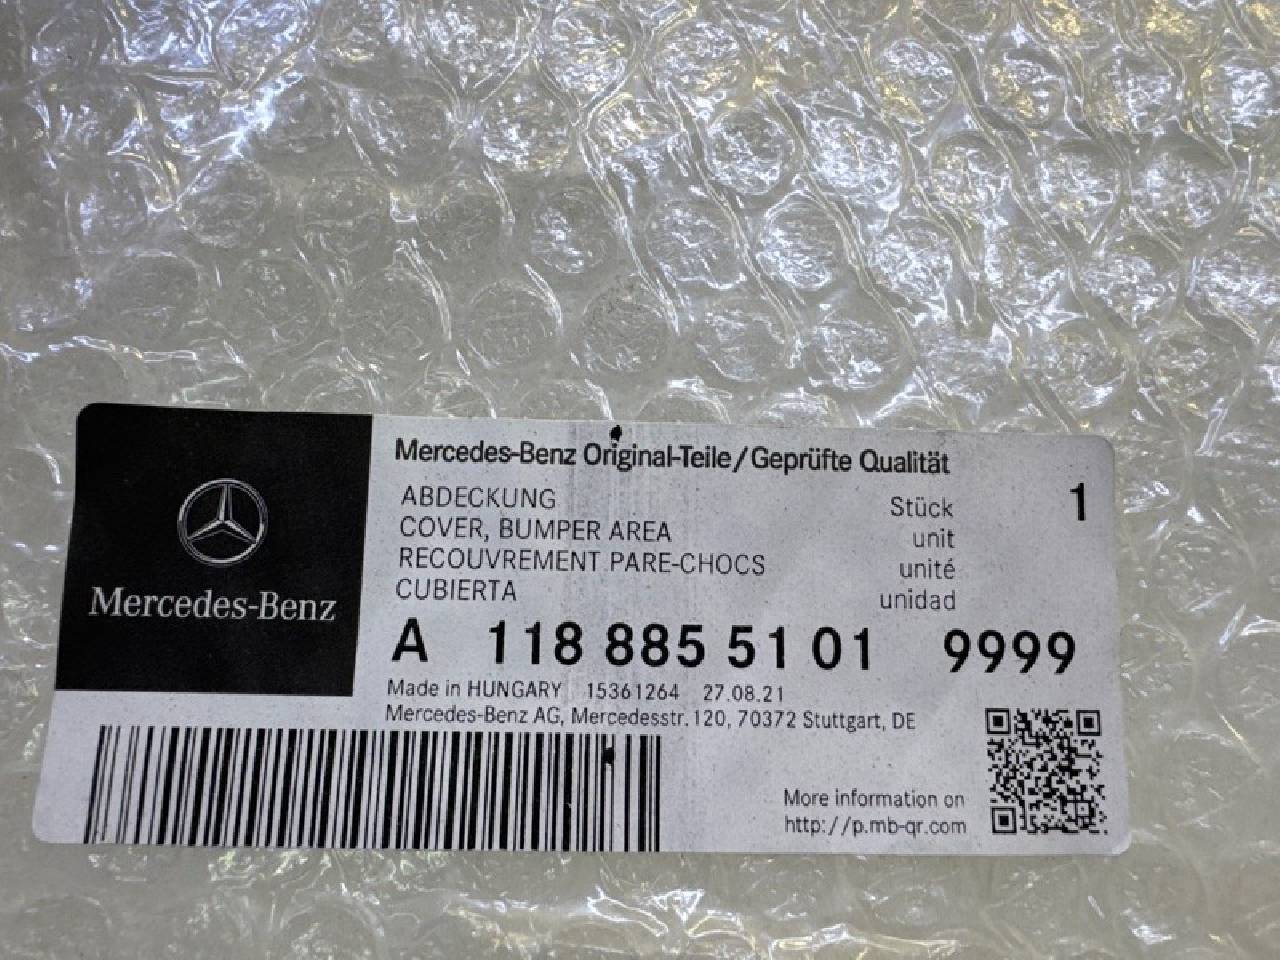 Mercedes-Benz
Mercedes-Benz Original-Teile/Geprüfte Qualität
ABDECKUNG Stück 1
COVER, BUMPER AREA unit
RECOUVREMENT PARE-CHOCS unité
CUBIERTA unidad
A 118 885 51 01 9999
Made in HUNGARY 15361264 27.08.21
Mercedes-Benz AG, Mercedesstr.120, 70372 Stuttgart, DE
More information on
http://p.mb-qr.com